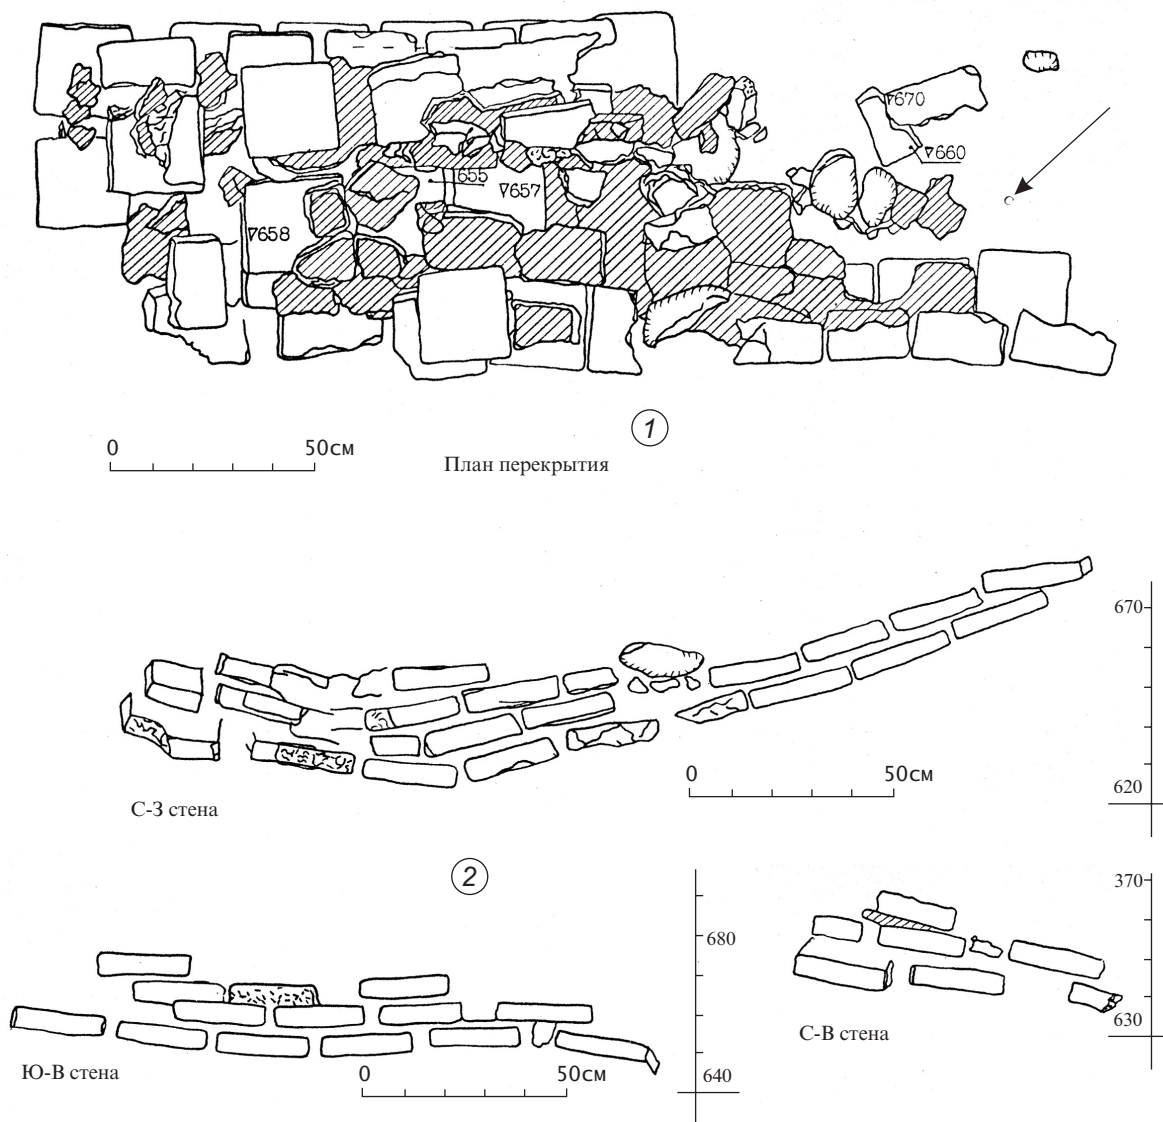 ∇670
∇660
655
∇657
∇658
1
0 50см
План перекрытия
670
0 50см
620
С-З стена
2
370
680
630
С-В стена
Ю-В стена
0 50см
640